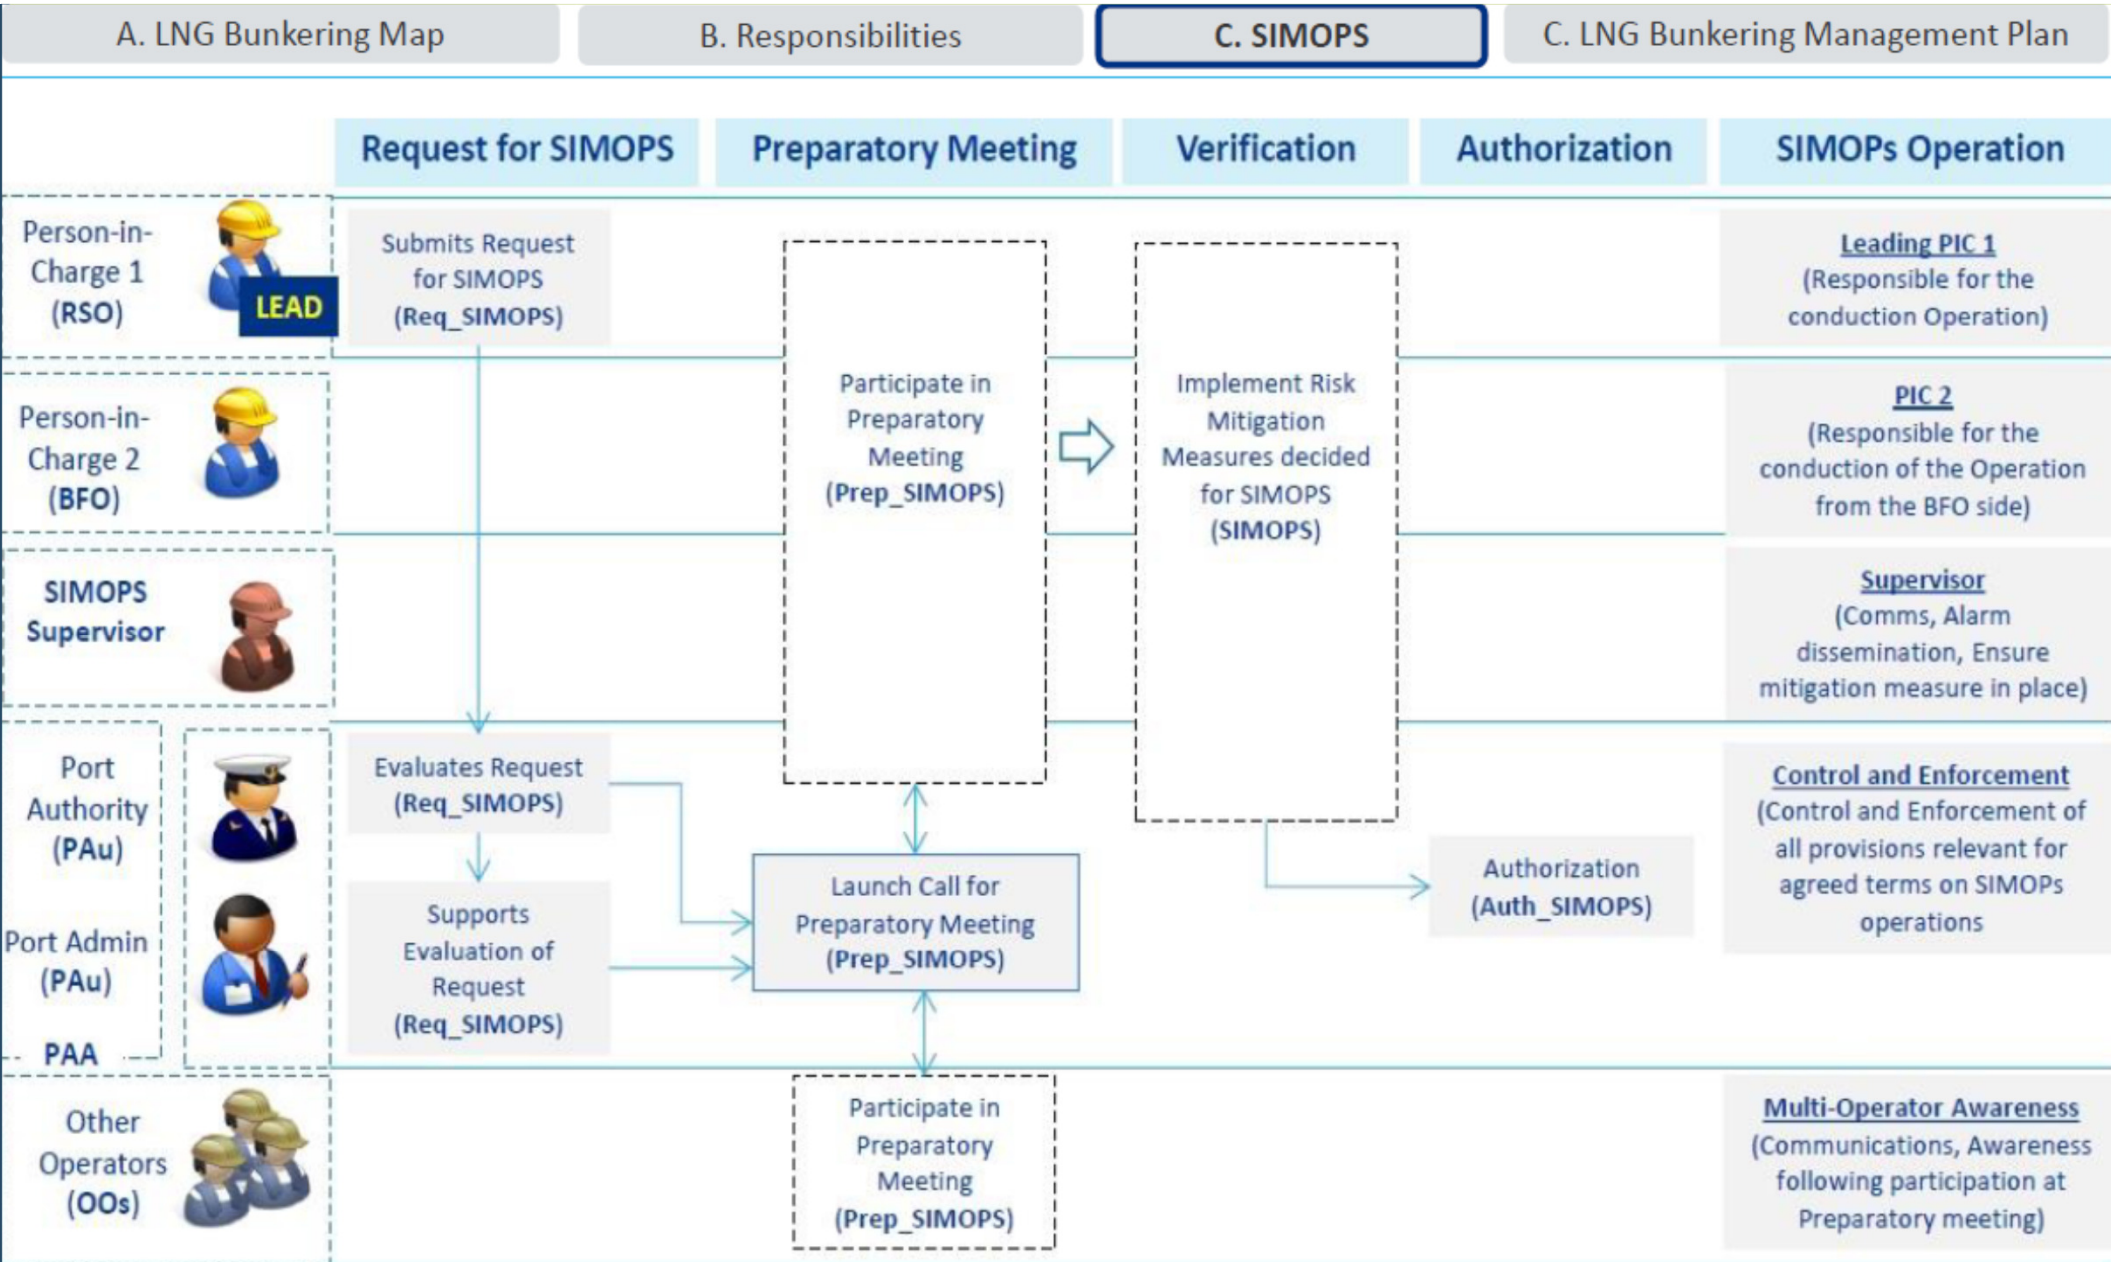 A. LNG Bunkering Map
B. Responsibilities
C. SIMOPS
C. LNG Bunkering Management Plan
Request for SIMOPS
Preparatory Meeting
Verification
Authorization
SIMOPs Operation
Person-in-
Charge 1
(RSO)
LEAD
Submits Request
for SIMOPS
(Req_SIMOPS)
Leading PIC 1
(Responsible for the
conduction Operation)
Person-in-
Charge 2
(BFO)
Participate in
Preparatory
Meeting
(Prep_SIMOPS)
Implement Risk
Mitigation
Measures decided
for SIMOPS
(SIMOPS)
PIC 2
(Responsible for the
conduction of the Operation
from the BFO side)
SIMOPS
Supervisor
Supervisor
(Comms, Alarm
dissemination, Ensure
mitigation measure in place)
Port
Authority
(PAu)
Port Admin
(PAu)
PAA
Evaluates Request
(Req_SIMOPS)
Supports
Evaluation of
Request
(Req_SIMOPS)
Launch Call for
Preparatory Meeting
(Prep_SIMOPS)
Authorization
(Auth_SIMOPS)
Control and Enforcement
(Control and Enforcement of
all provisions relevant for
agreed terms on SIMOPs
operations
Other
Operators
(OOs)
Participate in
Preparatory
Meeting
(Prep_SIMOPS)
Multi-Operator Awareness
(Communications, Awareness
following participation at
Preparatory meeting)